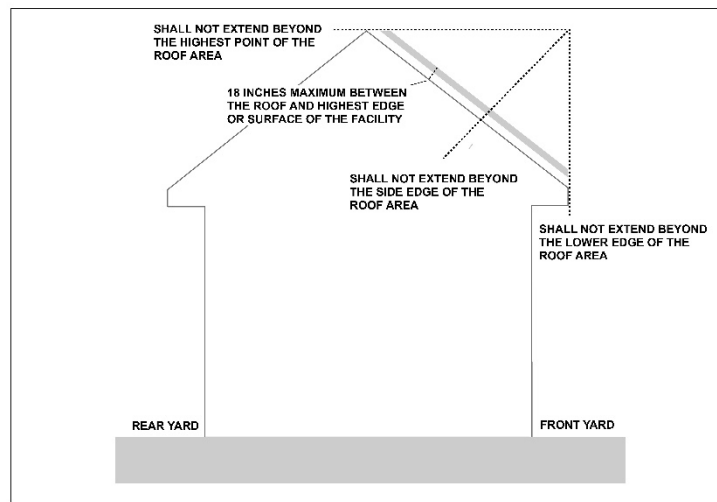 SHALL NOT EXTEND BEYOND
THE HIGHEST POINT OF THE
ROOF AREA
18 INCHES MAXIMUM BETWEEN
THE ROOF AND HIGHEST EDGE
OR SURFACE OF THE FACILITY
SHALL NOT EXTEND BEYOND
THE SIDE EDGE OF THE
ROOF AREA
SHALL NOT EXTEND BEYOND
THE LOWER EDGE OF THE
ROOF AREA
REAR YARD
FRONT YARD